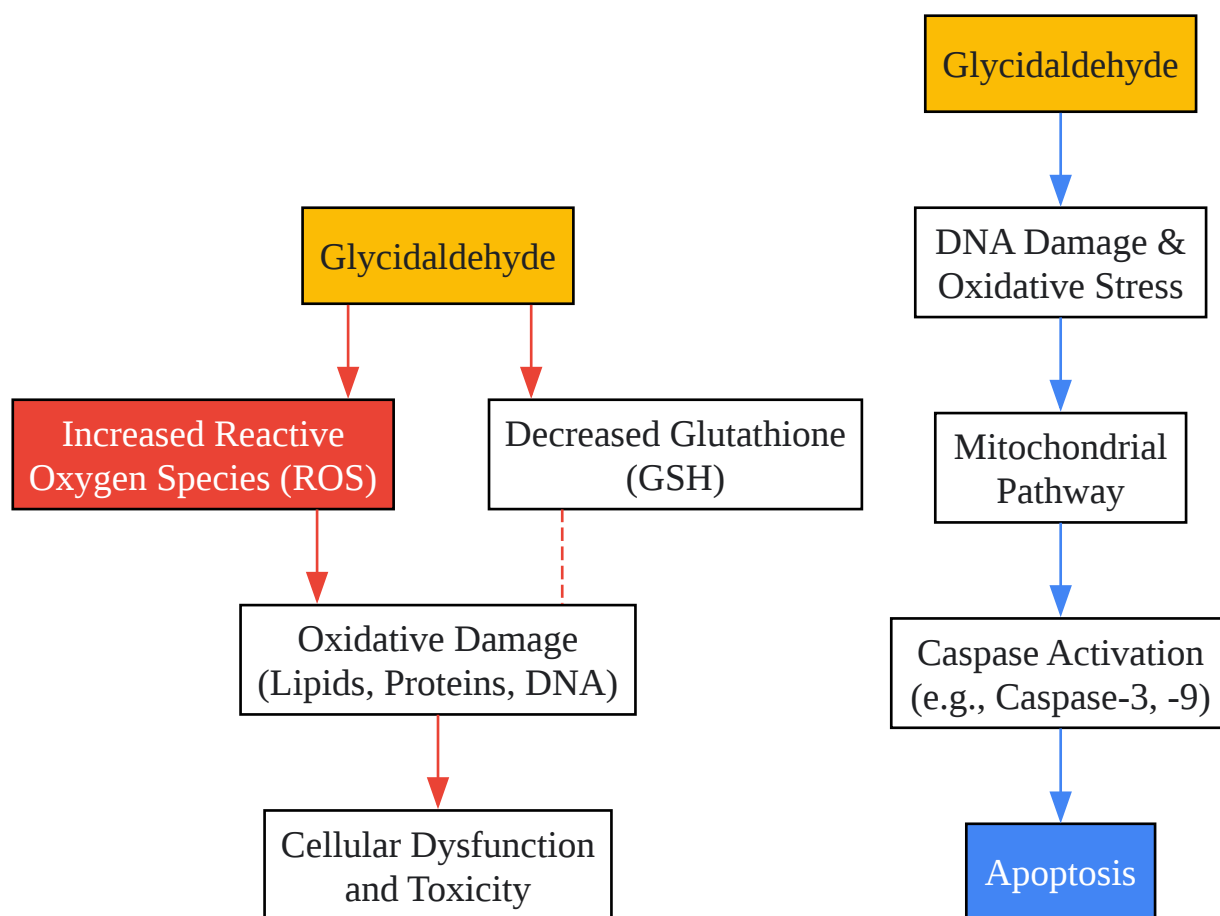 Glycidaldehyde
Increased Reactive
Oxygen Species (ROS)
Decreased Glutathione
(GSH)
Oxidative Damage
(Lipids, Proteins, DNA)
Cellular Dysfunction
and Toxicity
Glycidaldehyde
DNA Damage &
Oxidative Stress
Mitochondrial
Pathway
Caspase Activation
(e.g., Caspase-3, -9)
Apoptosis